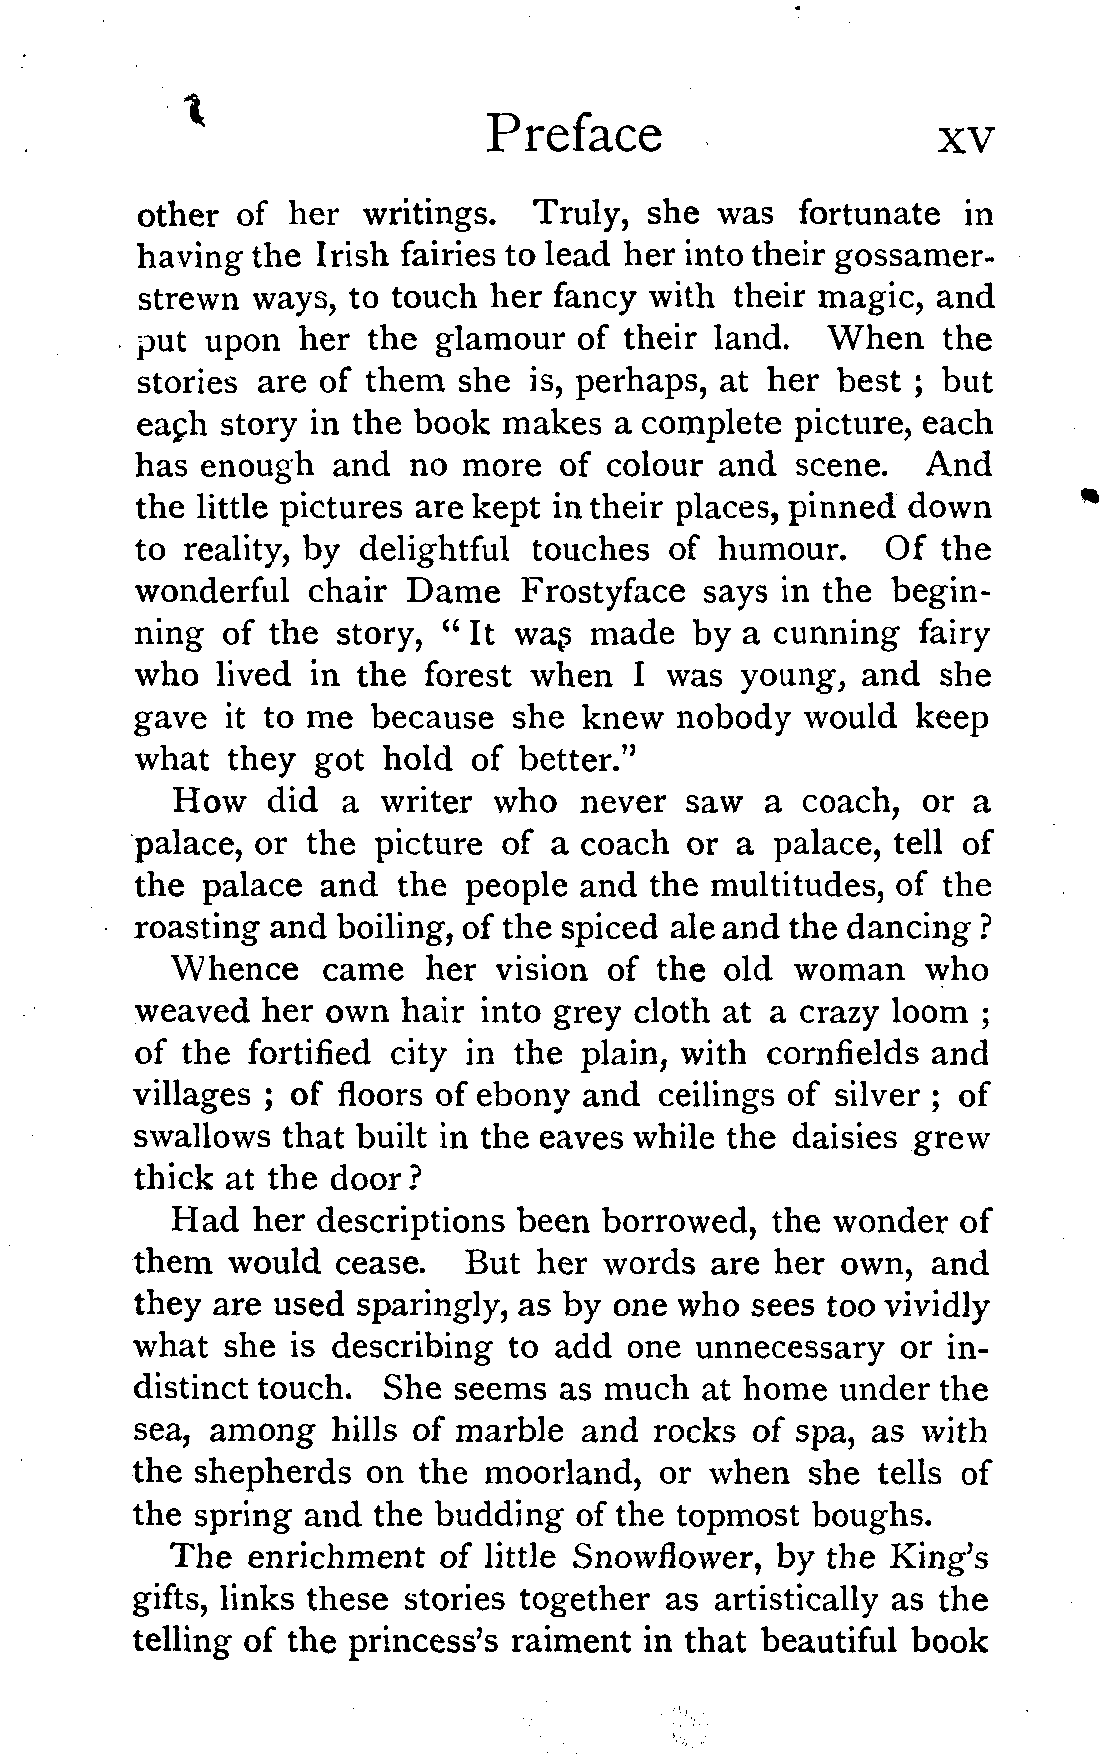 Preface xv
other of her writings. Truly, she was fortunate in
having the Irish fairies to lead her into their gossamer-
strewn ways, to touch her fancy with their magic, and
put upon her the glamour of their land. When the
stories are of them she is, perhaps, at her best ; but
each story in the book makes a complete picture, each
has enough and no more of colour and scene. And
the little pictures are kept in their places, pinned down
to reality, by delightful touches of humour. Of the
wonderful chair Dame Frostyface says in the begin-
ning of the story, “ It was made by a cunning fairy
who lived in the forest when I was young, and she
gave it to me because she knew nobody would keep
what they got hold of better.”
How did a writer who never saw a coach, or a
palace, or the picture of a coach or a palace, tell of
the palace and the people and the multitudes, of the
roasting and boiling, of the spiced ale and the dancing ?
Whence came her vision of the old woman who
weaved her own hair into grey cloth at a crazy loom ;
of the fortified city in the plain, with cornfields and
villages ; of floors of ebony and ceilings of silver ; of
swallows that built in the eaves while the daisies grew
thick at the door ?
Had her descriptions been borrowed, the wonder of
them would cease. But her words are her own, and
they are used sparingly, as by one who sees too vividly
what she is describing to add one unnecessary or in-
distinct touch. She seems as much at home under the
sea, among hills of marble and rocks of spa, as with
the shepherds on the moorland, or when she tells of
the spring and the budding of the topmost boughs.
The enrichment of little Snowflower, by the King’s
gifts, links these stories together as artistically as the
telling of the princess’s raiment in that beautiful book